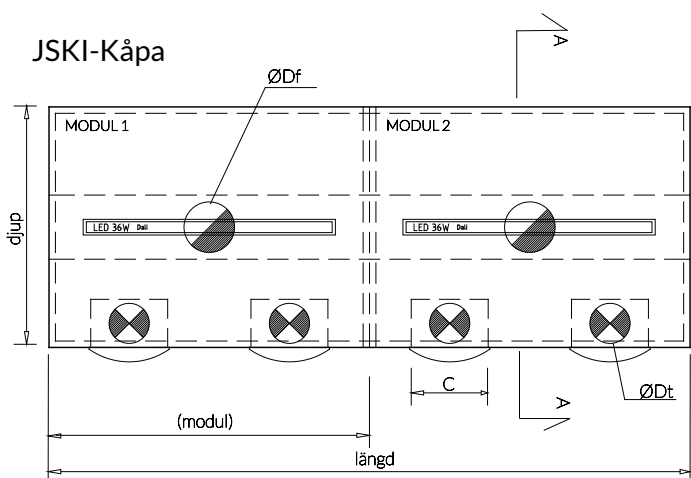 JSKI-Kåpa
A
ØDf
MODUL 1
MODUL 2
djup
LED 36W Dali
LED 36W Dali
C
ØDt
A
(modul)
längd